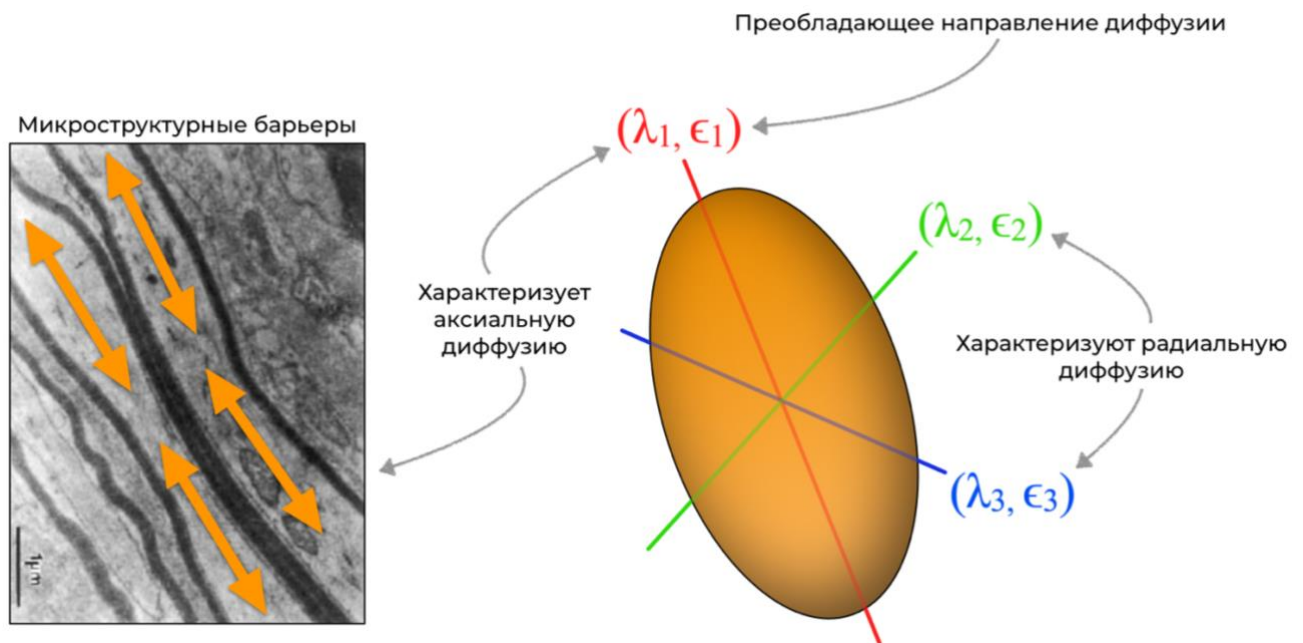 Преобладающее направление диффузии
Микроструктурные барьеры
(λ1, ϵ1)
(λ2, ϵ2)
Характеризует
аксиальную
диффузию
Характеризуют радиальную
диффузию
(λ3, ϵ3)
1μm